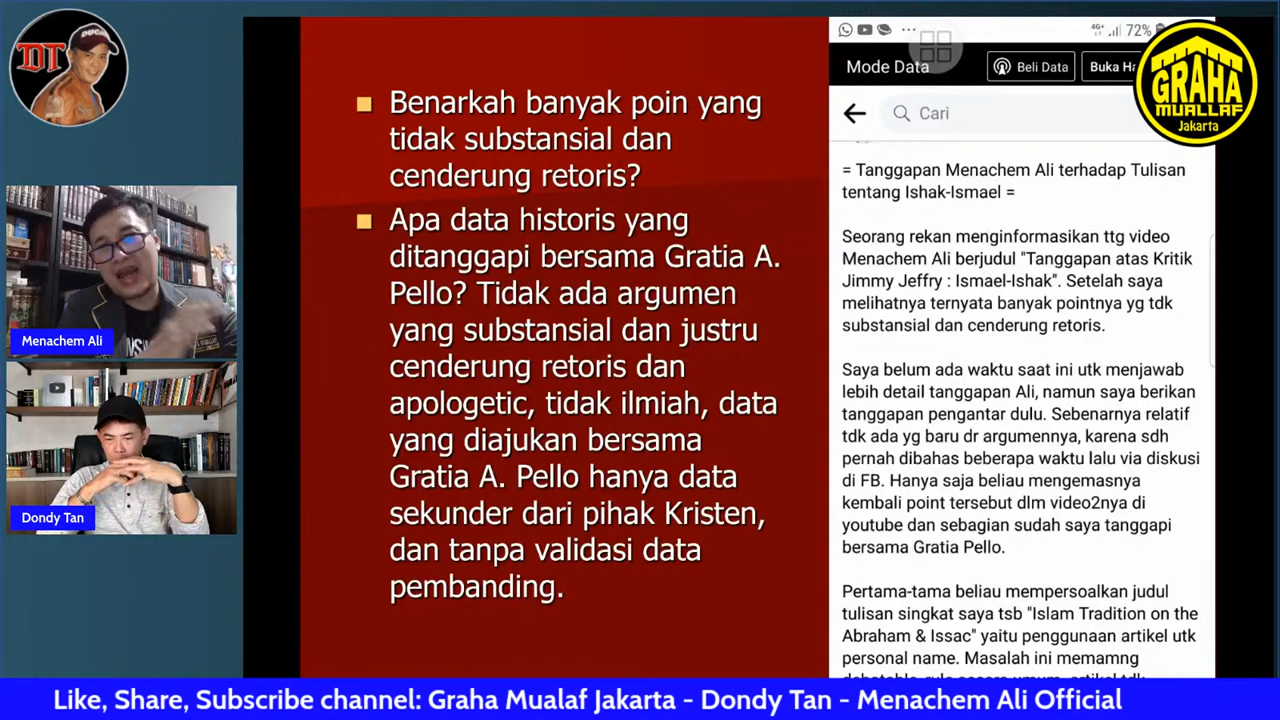 DT
Menachem Ali
Dondy Tan
Benarkah banyak poin yang
tidak substansial dan
cenderung retoris?
Apa data historis yang
ditanggapi bersama Gratia A.
Pello? Tidak ada argumen
yang substansial dan justru
cenderung retoris dan
apologetic, tidak ilmiah, data
yang diajukan bersama
Gratia A. Pello hanya data
sekunder dari pihak Kristen,
dan tanpa validasi data
pembanding.
4G+ 72%
Mode Data
Beli Data
Buka Ha
Cari
= Tanggapan Menachem Ali terhadap Tulisan
tentang Ishak-Ismael =
Seorang rekan menginformasikan ttg video
Menachem Ali berjudul "Tanggapan atas Kritik
Jimmy Jeffry : Ismael-Ishak". Setelah saya
melihatnya ternyata banyak pointnya yg tdk
substansial dan cenderung retoris.
Saya belum ada waktu saat ini utk menjawab
lebih detail tanggapan Ali, namun saya berikan
tanggapan pengantar dulu. Sebenarnya relatif
tdk ada yg baru dr argumennya, karena sdh
pernah dibahas beberapa waktu lalu via diskusi
di FB. Hanya saja beliau mengemasnya
kembali point tersebut dlm video2nya di
youtube dan sebagian sudah saya tanggapi
bersama Gratia Pello.
Pertama-tama beliau mempersoalkan judul
tulisan singkat saya tsb "Islam Tradition on the
Abraham & Issac" yaitu penggunaan artikel utk
personal name. Masalah ini memamng
GRAHA
MUALLAF
Jakarta
Like, Share, Subscribe channel: Graha Mualaf Jakarta - Dondy Tan - Menachem Ali Official